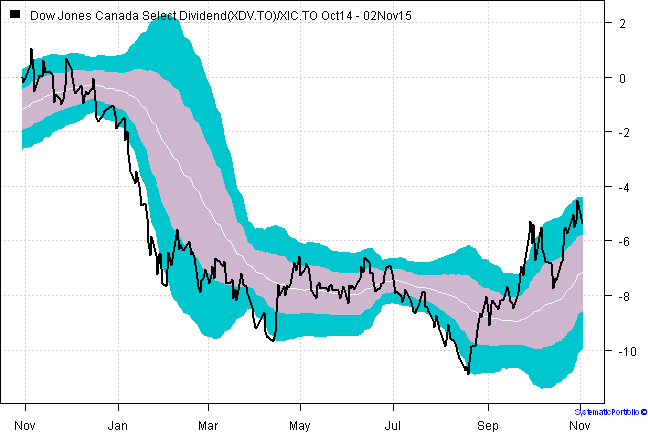 Dow Jones Canada Select Dividend(XDV.TO)/XIC.TO Oct14 - 02Nov15
2
0
-2
-4
-6
-8
-10
Nov Jan Mar May Jul Sep Nov
SystematicPortfolio ©